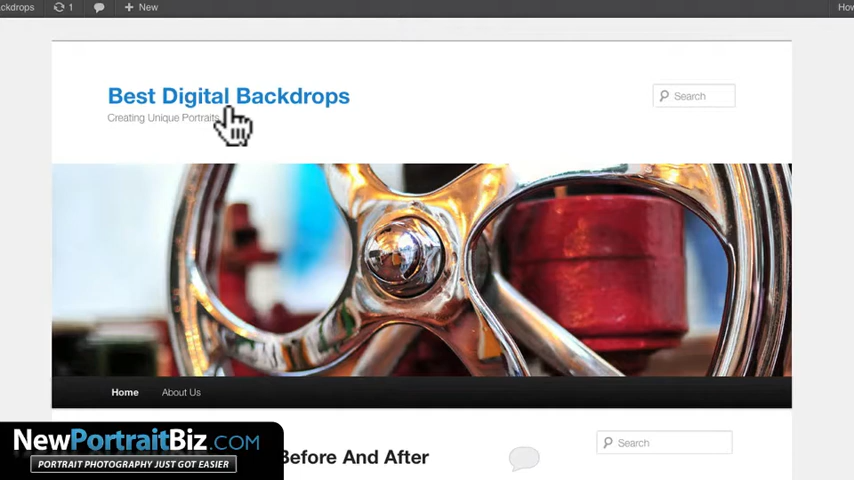 ckdrops 1 New How
Best Digital Backdrops
Creating Unique Portraits
Search
Home About Us
Search
Before And After
NewPortraitBiz.COM
PORTRAIT PHOTOGRAPHY JUST GOT EASIER